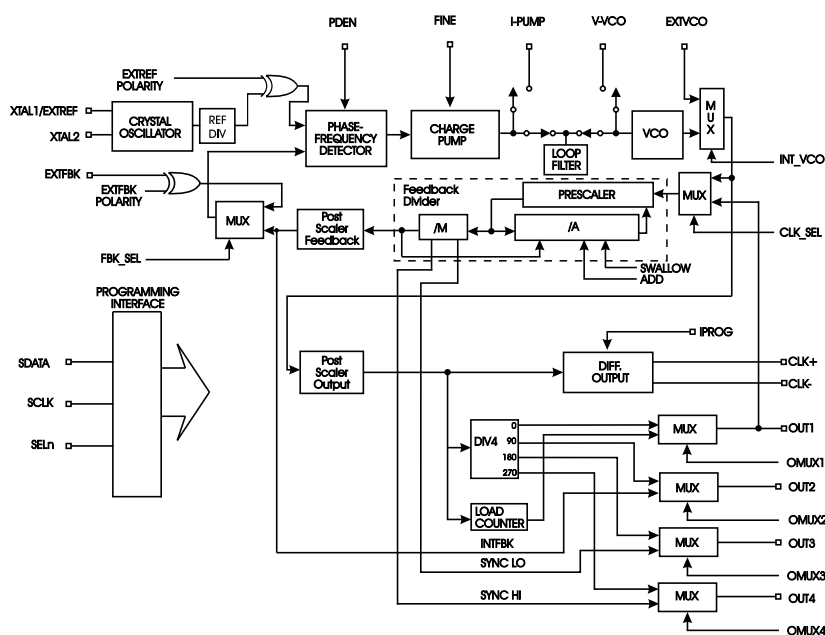 PDEN
FINE
I-PUMP
V-VCO
EXTVCO
EXTREF
POLARITY
XTAL1/EXTREF
XTAL2
CRYSTAL
OSCILLATOR
REF
DIV
PHASE-
FREQUENCY
DETECTOR
CHARGE
PUMP
LOOP
FILTER
VCO
MUX
INT_VCO
EXTFBK
EXTFBK
POLARITY
MUX
FBK_SEL
Post
Scaler
Feedback
Feedback
Divider
PRESCALER
/M
/A
MUX
CLK_SEL
SWALLOW
ADD
PROGRAMMING
INTERFACE
SDATA
SCLK
SELn
Post
Scaler
Output
IPROG
DIFF.
OUTPUT
CLK+
CLK-
DIV4
0
90
180
270
MUX
OUT1
OMUX1
MUX
OUT2
OMUX2
LOAD
COUNTER
INTFBK
MUX
OUT3
OMUX3
SYNC LO
MUX
OUT4
OMUX4
SYNC HI